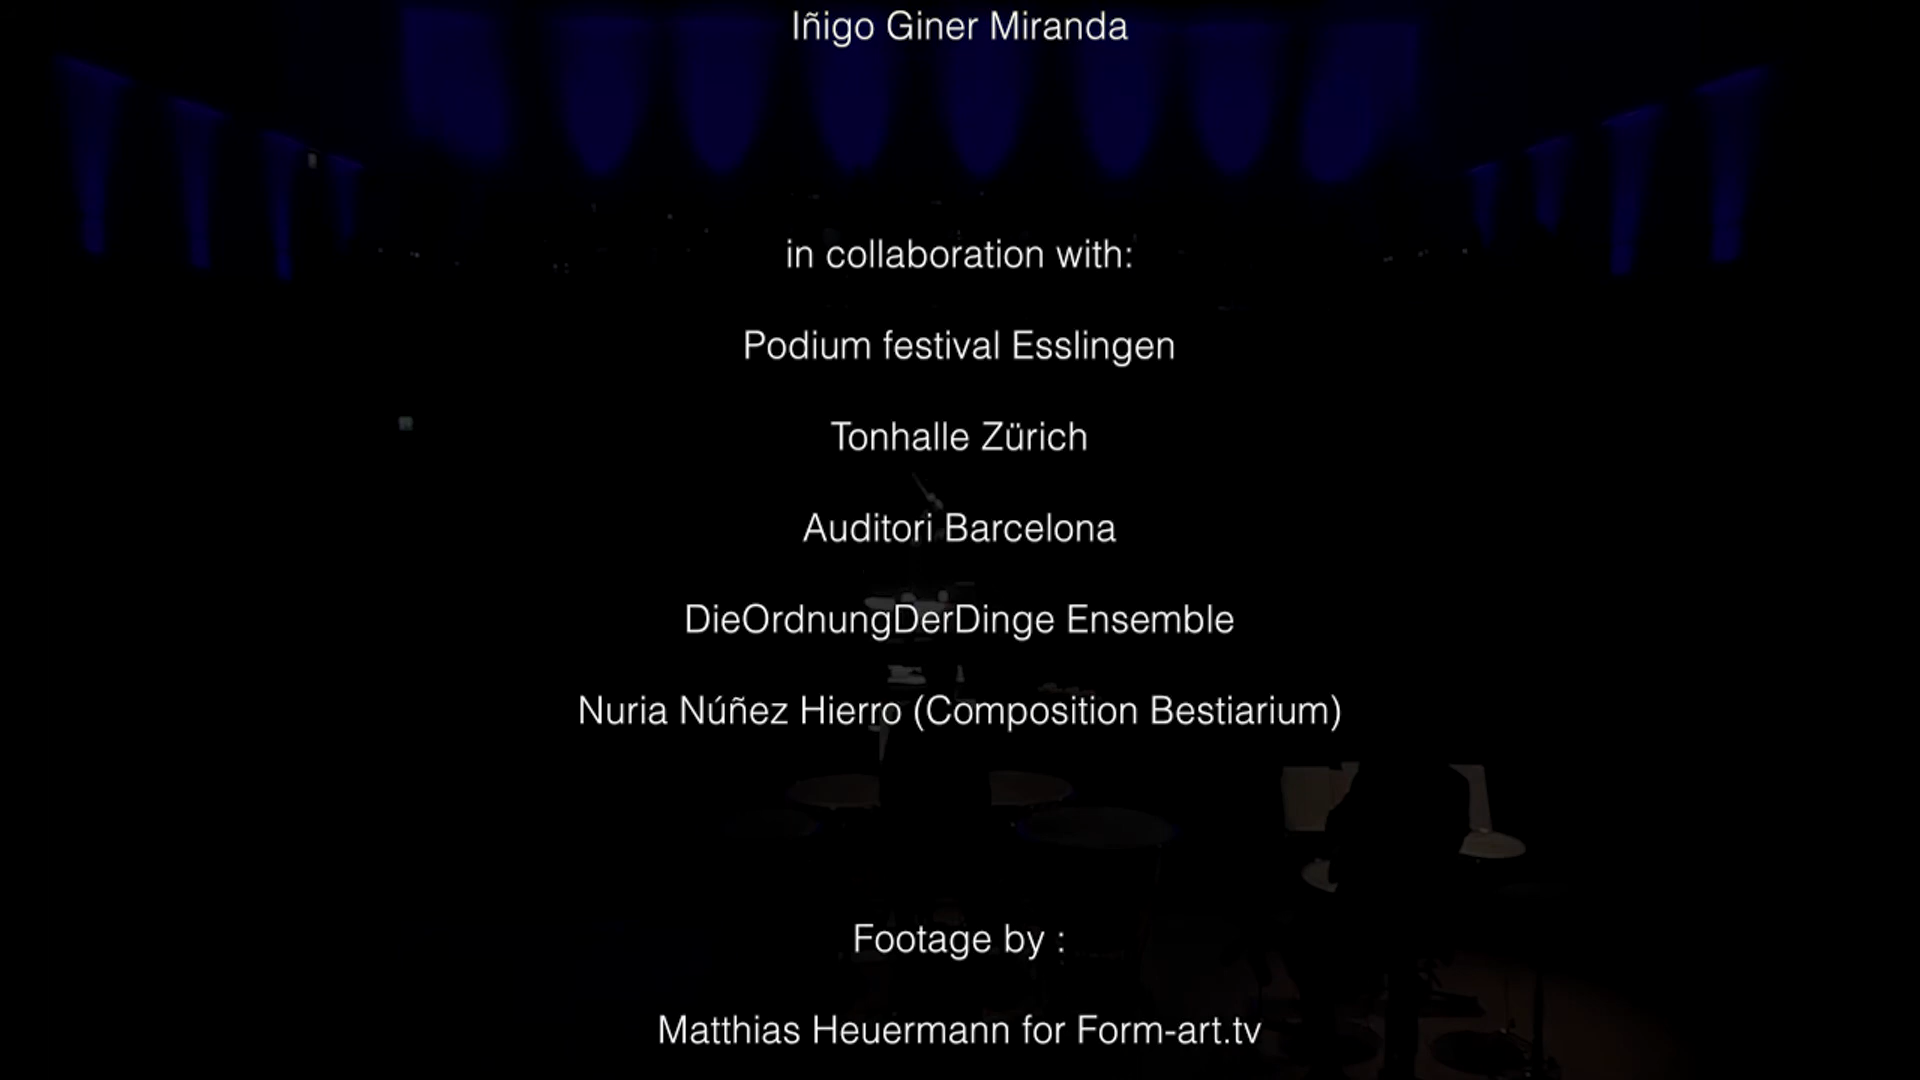 Iñigo Giner Miranda
in collaboration with:
Podium festival Esslingen
Tonhalle Zürich
Auditori Barcelona
DieOrdnungDerDinge Ensemble
Nuria Núñez Hierro (Composition Bestiarium)
Footage by :
Matthias Heuermann for Form-art.tv